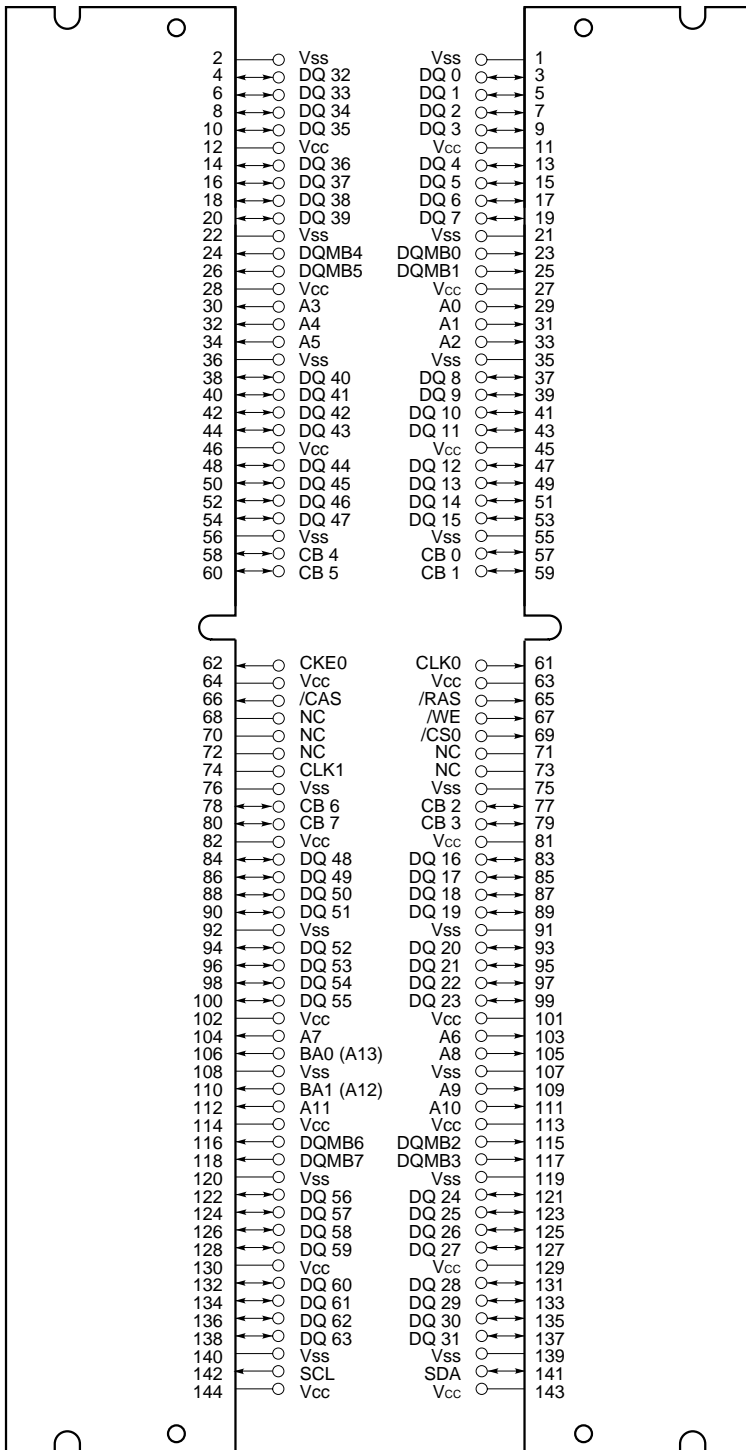 2 Vss Vss 1
4 DQ 32 DQ 0 3
6 DQ 33 DQ 1 5
8 DQ 34 DQ 2 7
10 DQ 35 DQ 3 9
12 Vcc Vcc 11
14 DQ 36 DQ 4 13
16 DQ 37 DQ 5 15
18 DQ 38 DQ 6 17
20 DQ 39 DQ 7 19
22 Vss Vss 21
24 DQMB4 DQMB0 23
26 DQMB5 DQMB1 25
28 Vcc Vcc 27
30 A3 A0 29
32 A4 A1 31
34 A5 A2 33
36 Vss Vss 35
38 DQ 40 DQ 8 37
40 DQ 41 DQ 9 39
42 DQ 42 DQ 10 41
44 DQ 43 DQ 11 43
46 Vcc Vcc 45
48 DQ 44 DQ 12 47
50 DQ 45 DQ 13 49
52 DQ 46 DQ 14 51
54 DQ 47 DQ 15 53
56 Vss Vss 55
58 CB 4 CB 0 57
60 CB 5 CB 1 59
62 CKE0 CLK0 61
64 Vcc Vcc 63
66 /CAS /RAS 65
68 NC /WE 67
70 NC /CS0 69
72 NC NC 71
74 CLK1 NC 73
76 Vss Vss 75
78 CB 6 CB 2 77
80 CB 7 CB 3 79
82 Vcc Vcc 81
84 DQ 48 DQ 16 83
86 DQ 49 DQ 17 85
88 DQ 50 DQ 18 87
90 DQ 51 DQ 19 89
92 Vss Vss 91
94 DQ 52 DQ 20 93
96 DQ 53 DQ 21 95
98 DQ 54 DQ 22 97
100 DQ 55 DQ 23 99
102 Vcc Vcc 101
104 A7 A6 103
106 BA0 (A13) A8 105
108 Vss Vss 107
110 BA1 (A12) A9 109
112 A11 A10 111
114 Vcc Vcc 113
116 DQMB6 DQMB2 115
118 DQMB7 DQMB3 117
120 Vss Vss 119
122 DQ 56 DQ 24 121
124 DQ 57 DQ 25 123
126 DQ 58 DQ 26 125
128 DQ 59 DQ 27 127
130 Vcc Vcc 129
132 DQ 60 DQ 28 131
134 DQ 61 DQ 29 133
136 DQ 62 DQ 30 135
138 DQ 63 DQ 31 137
140 Vss Vss 139
142 SCL SDA 141
144 Vcc Vcc 143